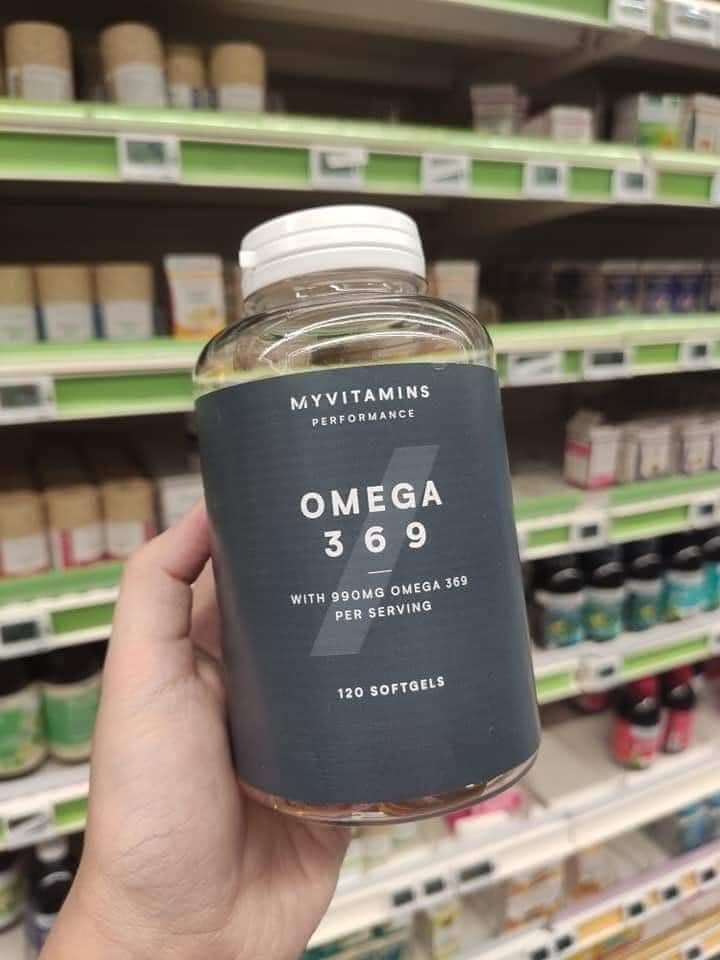 MYVITAMINS
PERFORMANCE
OMEGA
3 6 9
WITH 990MG OMEGA 369
PER SERVING
120 SOFTGELS